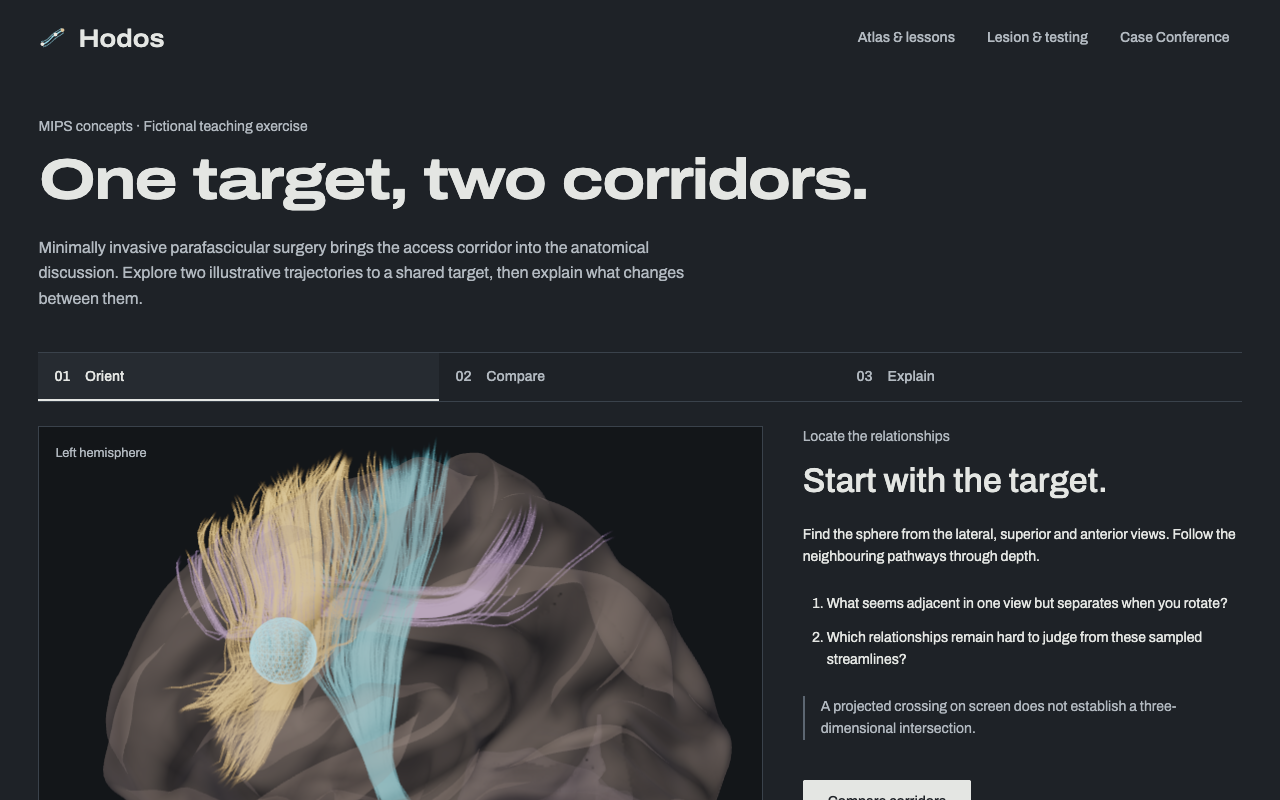 Hodos
Atlas & lessons
Lesion & testing
Case Conference
MIPS concepts · Fictional teaching exercise
One target, two corridors.
Minimally invasive parafascicular surgery brings the access corridor into the anatomical
discussion. Explore two illustrative trajectories to a shared target, then explain what changes
between them.
01 Orient
02 Compare
03 Explain
Left hemisphere
Locate the relationships
Start with the target.
Find the sphere from the lateral, superior and anterior views. Follow the
neighbouring pathways through depth.
1. What seems adjacent in one view but separates when you rotate?
2. Which relationships remain hard to judge from these sampled
streamlines?
A projected crossing on screen does not establish a three-
dimensional intersection.
Compare corridors